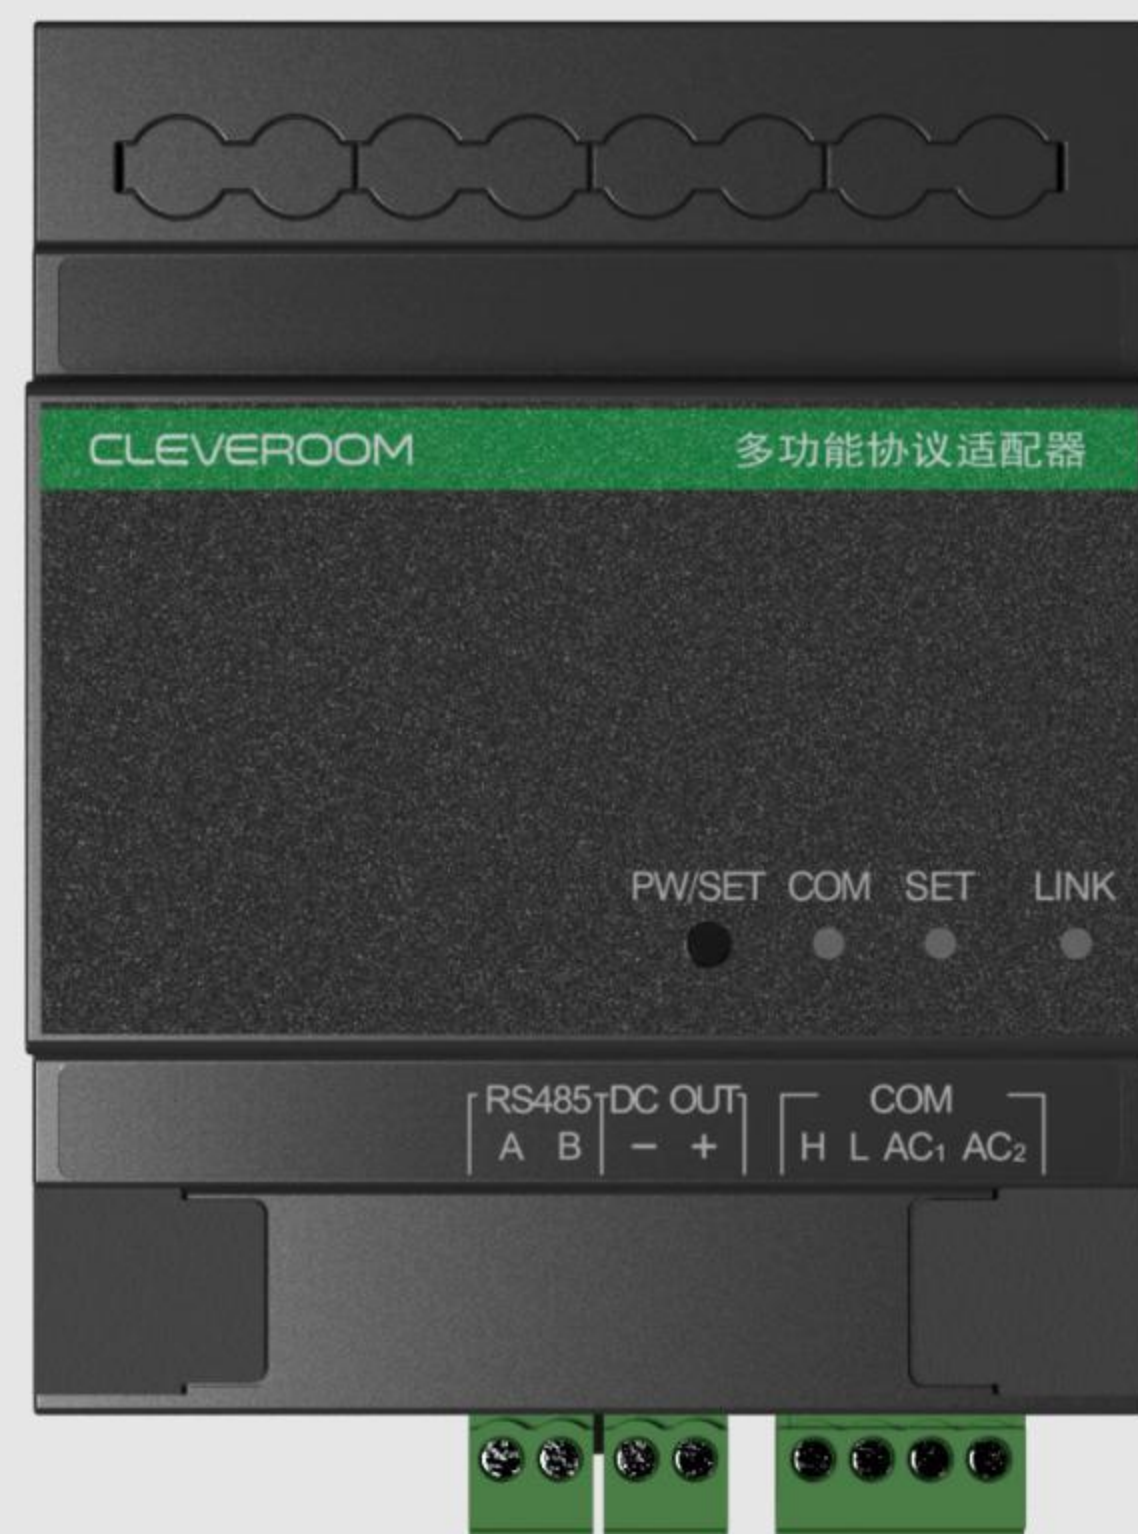 CLEVEROOM 多功能协议适配器
PW/SET COM SET LINK
RS485 DC OUT COM
A B − + H L AC₁ AC₂